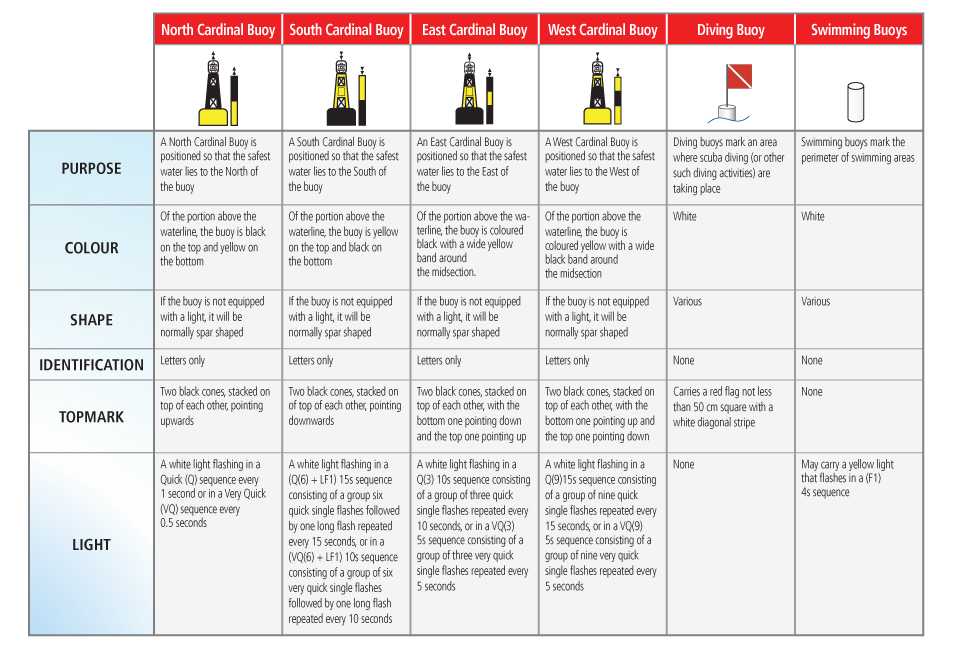 North Cardinal Buoy
South Cardinal Buoy
East Cardinal Buoy
West Cardinal Buoy
Diving Buoy
Swimming Buoys
PURPOSE
A North Cardinal Buoy is
positioned so that the safest
water lies to the North of
the buoy
A South Cardinal Buoy is
positioned so that the safest
water lies to the South of
the buoy
An East Cardinal Buoy is
positioned so that the safest
water lies to the East of
the buoy
A West Cardinal Buoy is
positioned so that the safest
water lies to the West of
the buoy
Diving buoys mark an area
where scuba diving (or other
such diving activities) are
taking place
Swimming buoys mark the
perimeter of swimming areas
COLOUR
Of the portion above the
waterline, the buoy is black
on the top and yellow on
the bottom
Of the portion above the
waterline, the buoy is yellow
on the top and black on
the bottom
Of the portion above the wa-
terline, the buoy is coloured
black with a wide yellow
band around
the midsection.
Of the portion above the
waterline, the buoy is
coloured yellow with a wide
black band around
the midsection
White
White
SHAPE
If the buoy is not equipped
with a light, it will be
normally spar shaped
If the buoy is not equipped
with a light, it will be
normally spar shaped
If the buoy is not equipped
with a light, it will be
normally spar shaped
If the buoy is not equipped
with a light, it will be
normally spar shaped
Various
Various
IDENTIFICATION
Letters only
Letters only
Letters only
Letters only
None
None
TOPMARK
Two black cones, stacked on
top of each other, pointing
upwards
Two black cones, stacked on
of top of each other, pointing
downwards
Two black cones, stacked on
top of each other, with the
bottom one pointing down
and the top one pointing up
Two black cones, stacked on
top of each other, with the
bottom one pointing up and
the top one pointing down
Carries a red flag not less
than 50 cm square with a
white diagonal stripe
None
LIGHT
A white light flashing in a
Quick (Q) sequence every
1 second or in a Very Quick
(VQ) sequence every
0.5 seconds
A white light flashing in a
(Q(6) + LF1) 15s sequence
consisting of a group six
quick single flashes followed
by one long flash repeated
every 15 seconds, or in a
(VQ(6) + LF1) 10s sequence
consisting of a group of six
very quick single flashes
followed by one long flash
repeated every 10 seconds
A white light flashing in a
Q(3) 10s sequence consisting
of a group of three quick
single flashes repeated every
10 seconds, or in a VQ(3)
5s sequence consisting of a
group of three very quick
single flashes repeated every
5 seconds
A white light flashing in a
Q(9)15s sequence consisting
of a group of nine quick
single flashes repeated every
15 seconds, or in a VQ(9)
5s sequence consisting of a
group of nine very quick
single flashes repeated every
5 seconds
None
May carry a yellow light
that flashes in a (F1)
4s sequence